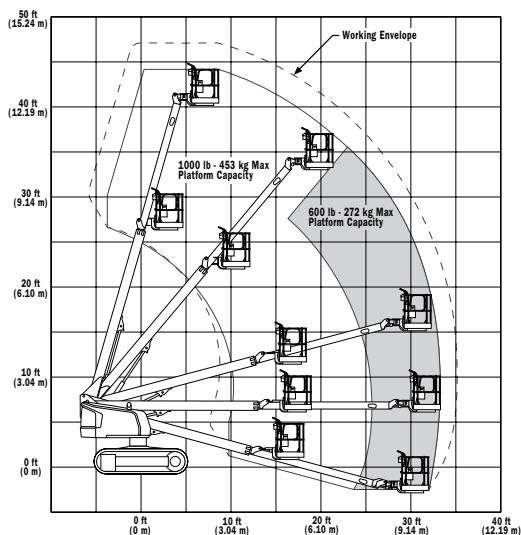 50 ft
(15.24 m)
Working Envelope
40 ft
(12.19 m)
1000 lb - 453 kg Max
Platform Capacity
30 ft
(9.14 m)
600 lb - 272 kg Max
Platform Capacity
20 ft
(6.10 m)
10 ft
(3.04 m)
0 ft
(0 m)
0 ft
(0 m)
10 ft
(3.04 m)
20 ft
(6.10 m)
30 ft
(9.14 m)
40 ft
(12.19 m)